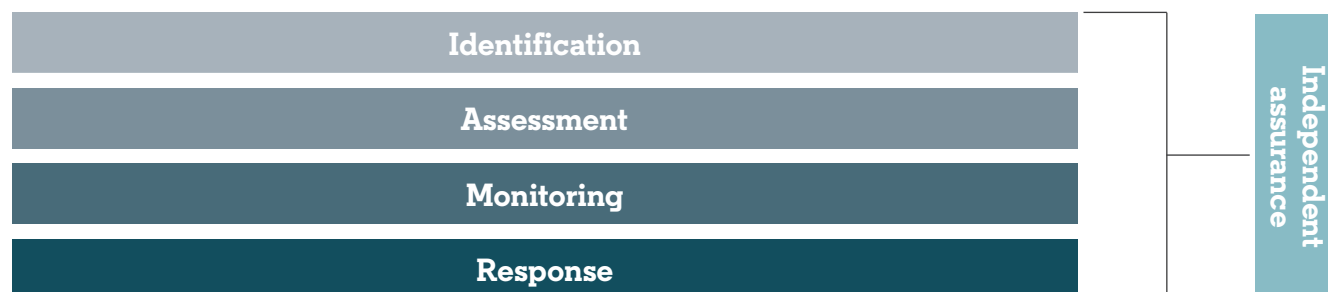 Identification
Assessment
Monitoring
Response
Independent
assurance